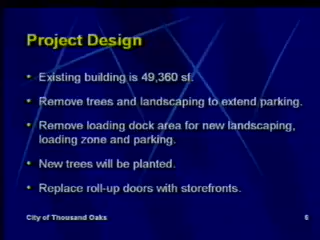 Project Design
• Existing building is 49,360 sf.
• Remove trees and landscaping to extend parking.
• Remove loading dock area for new landscaping,
loading zone and parking.
• New trees will be planted.
• Replace roll-up doors with storefronts.
City of Thousand Oaks
6